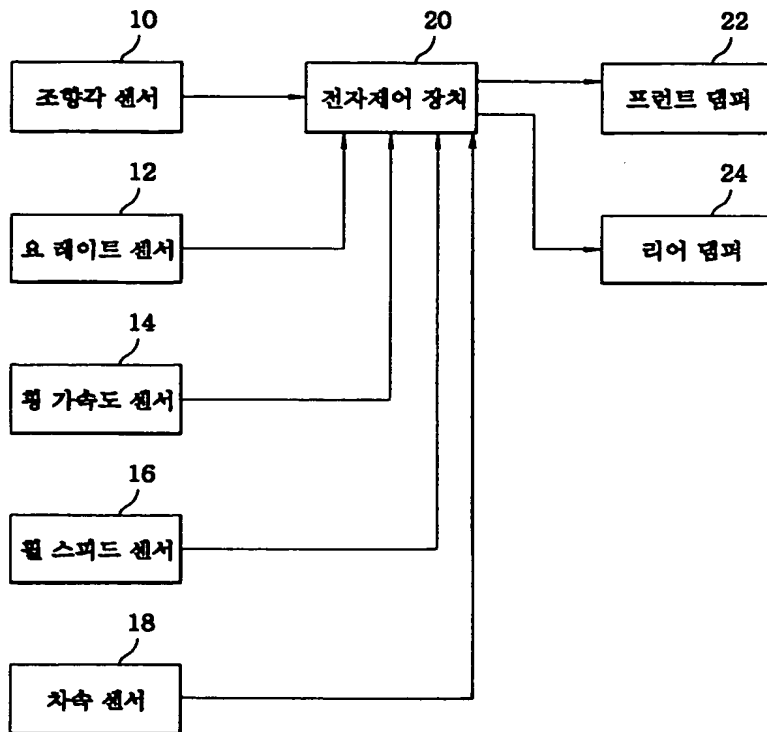 10
조향각 센서
20
전자제어 장치
22
프런트 댐퍼
12
요 레이트 센서
24
리어 댐퍼
14
횡 가속도 센서
16
휠 스피드 센서
18
차속 센서